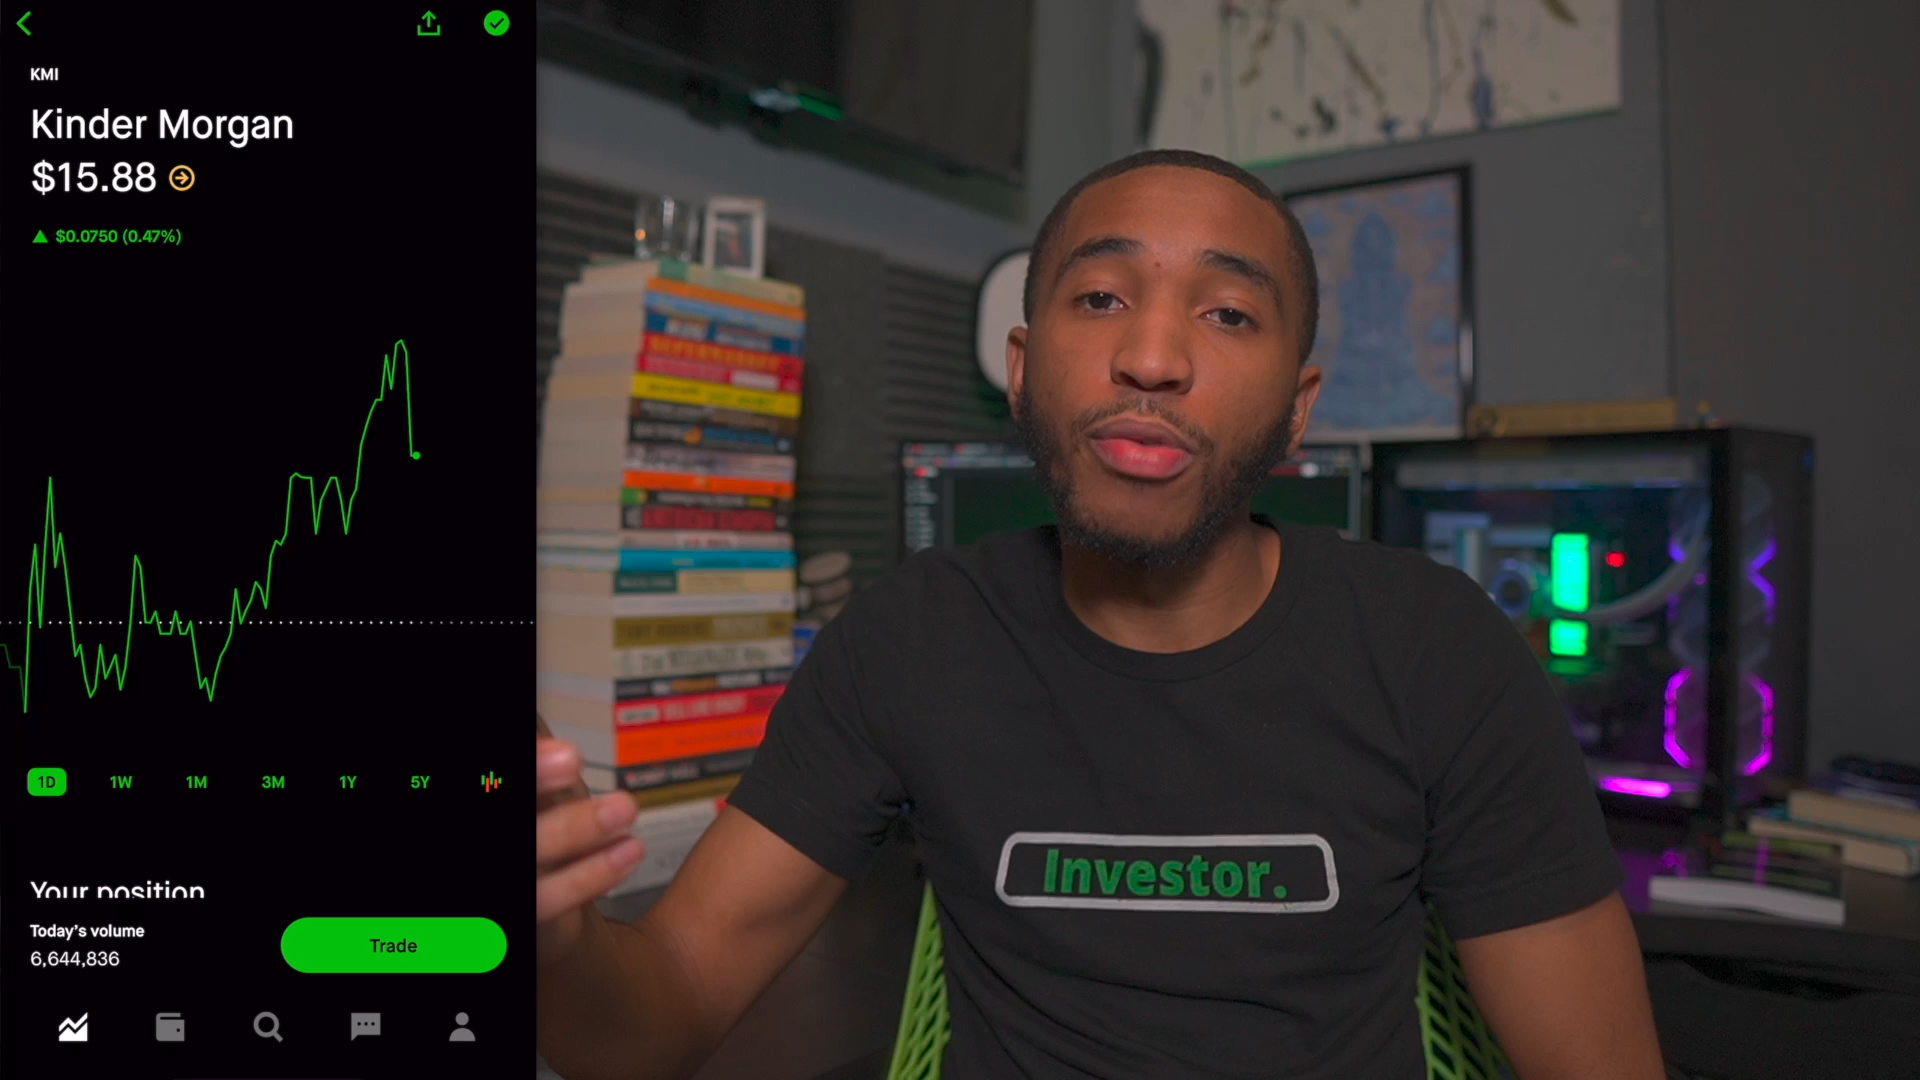 KMI
Kinder Morgan
$15.88
$0.0750 (0.47%)
1D 1W 1M 3M 1Y 5Y
Your position
Today's volume
6,644,836
Trade
Investor.